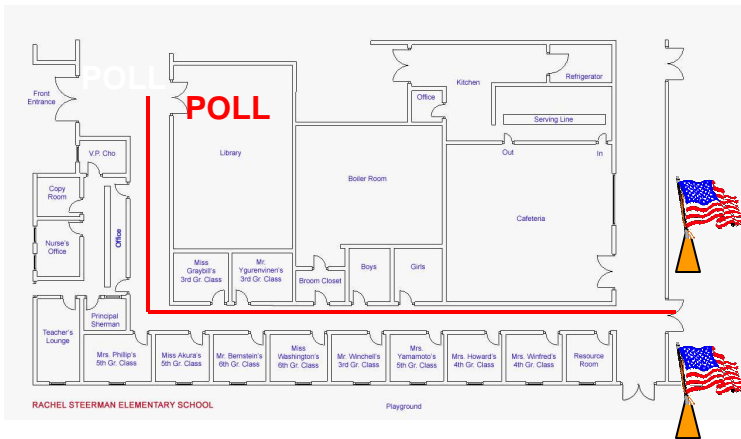 POLL
POLL
Front
Entrance
Kitchen
Refrigerator
Office
Serving Line
V.P. Cho
Library
Out
In
Boiler Room
Copy
Room
Cafeteria
Office
Nurse's
Office
Miss
Graybill's
3rd Gr. Class
Mr.
Ygurenvinen's
3rd Gr. Class
Broom Closet
Boys
Girls
Principal
Sherman
Teacher's
Lounge
Mrs. Phillip's
5th Gr. Class
Miss Akura's
5th Gr. Class
Mr. Bernstein's
6th Gr. Class
Miss
Washington's
6th Gr. Class
Mr. Winchell's
3rd Gr. Class
Mrs.
Yamamoto's
5th Gr. Class
Mrs. Howard's
4th Gr. Class
Mrs. Winfred's
4th Gr. Class
Resource
Room
RACHEL STEERMAN ELEMENTARY SCHOOL
Playground